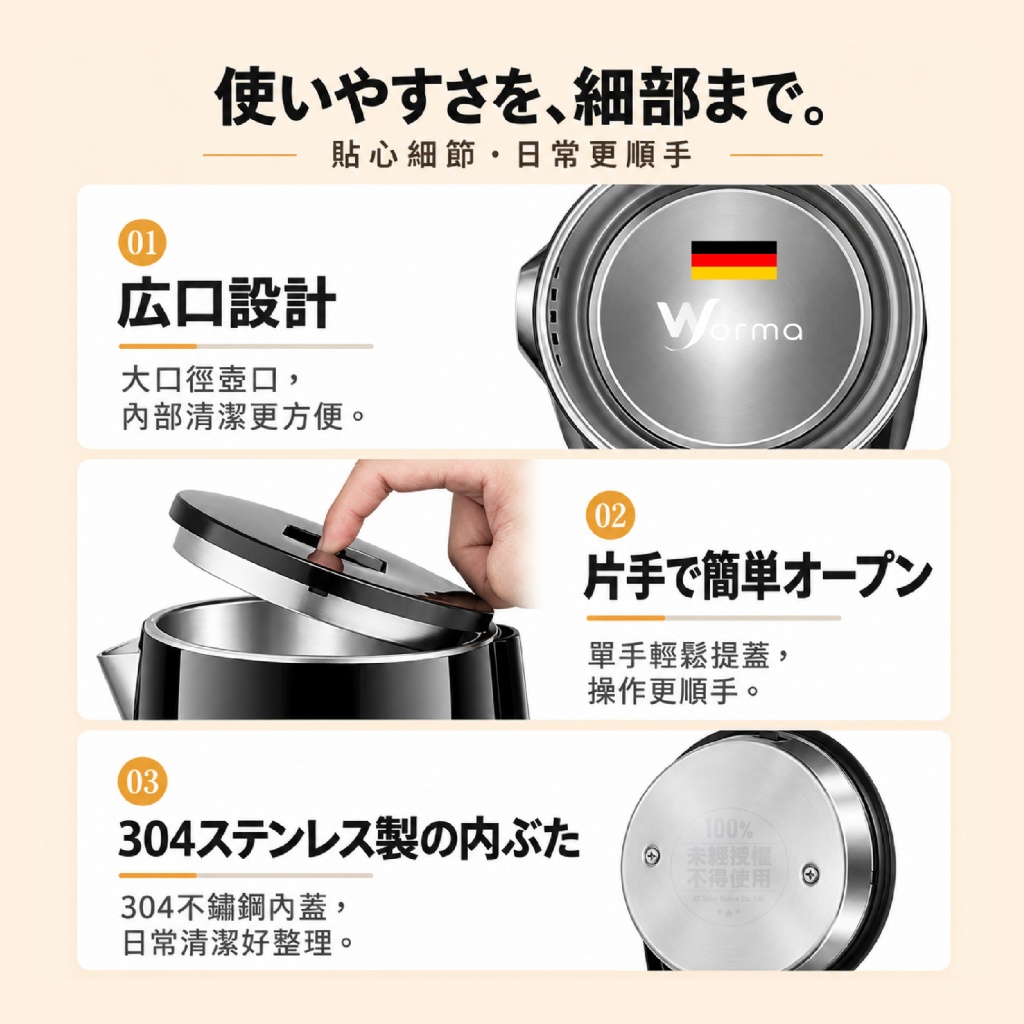 使いやすさを、細部まで。
貼心細節・日常更順手
01
広口設計
大口徑壺口，
內部清潔更方便。
Worma
02
片手で簡単オープン
單手輕鬆提蓋，
操作更順手。
03
304ステンレス製の内ぶた
304不鏽鋼內蓋，
日常清潔好整理。
100%
未經授權
不得使用